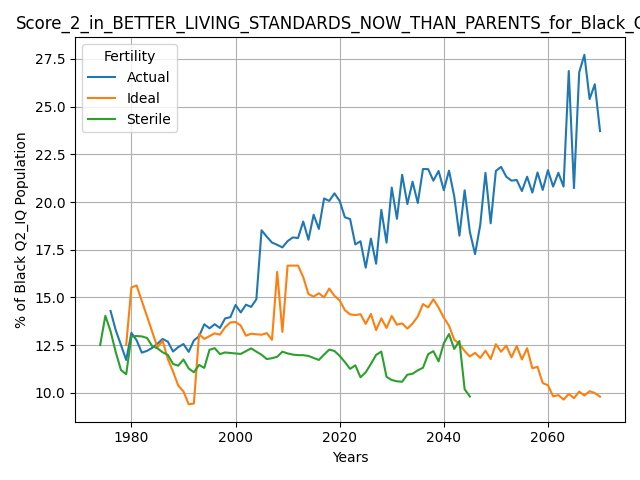 Score_2_in_BETTER_LIVING_STANDARDS_NOW_THAN_PARENTS_for_Black_
Fertility
Actual
Ideal
Sterile
27.5
25.0
22.5
20.0
17.5
15.0
12.5
10.0
% of Black Q2_IQ Population
1980
2000
2020
2040
2060
Years